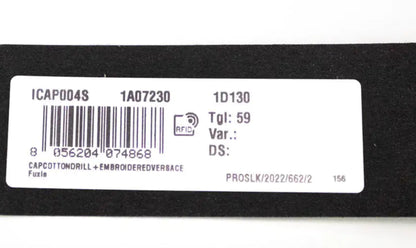 ICAP004S 1A07230 1D130
RFID
Tgl: 59
Var.:
DS:
8 056204 074868
CAPCOTTONDRILL+EMBROIDEREDVERSACE
Fuxia
PROSLK/2022/662/2 156